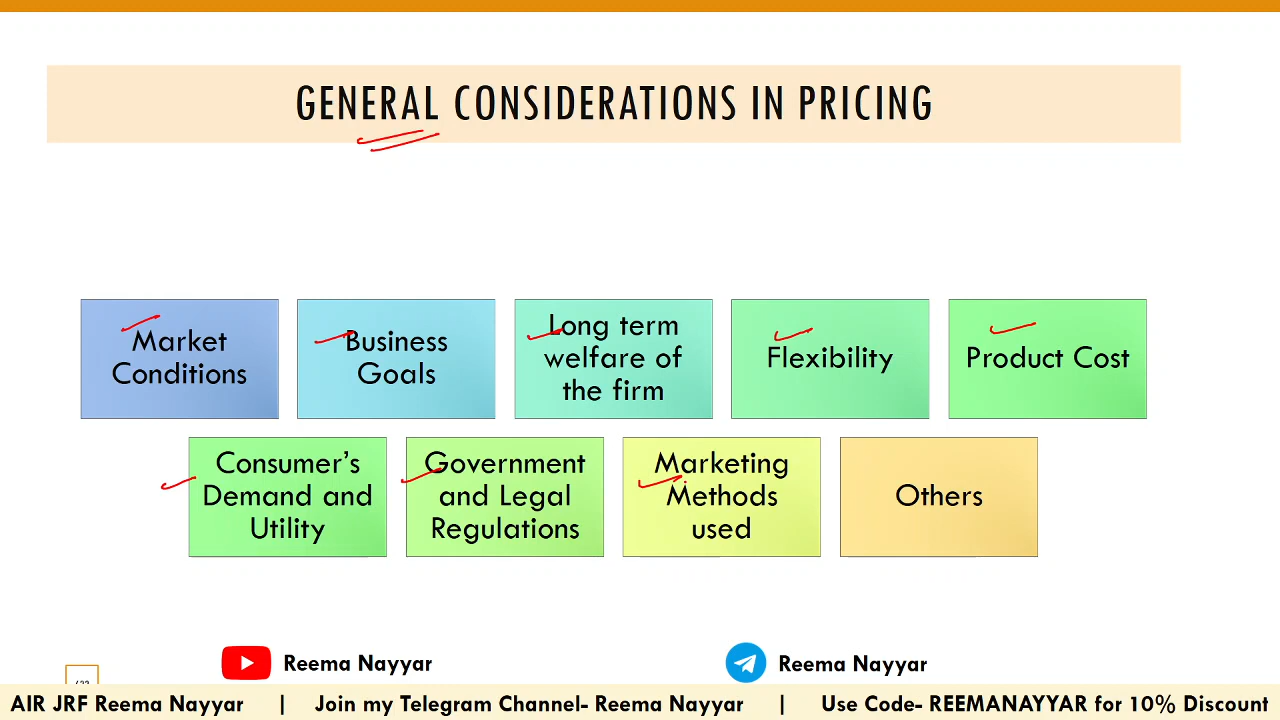 GENERAL CONSIDERATIONS IN PRICING
Market
Conditions
Business
Goals
Long term
welfare of
the firm
Flexibility
Product Cost
Consumer's
Demand and
Utility
Government
and Legal
Regulations
Marketing
Methods
used
Others
Reema Nayyar
Reema Nayyar
AIR JRF Reema Nayyar | Join my Telegram Channel- Reema Nayyar | Use Code- REEMANAYYAR for 10% Discount